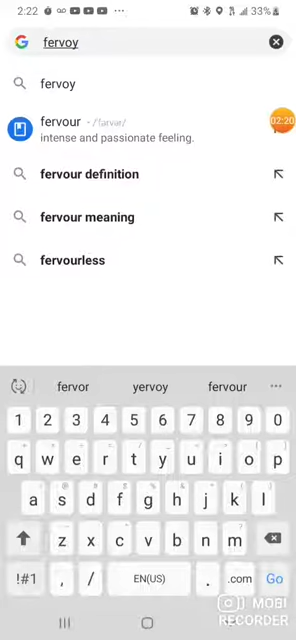 2:22 33%
fervoy
fervoy
fervour - /ˈfərvər/
intense and passionate feeling.
02:20
fervour definition
fervour meaning
fervourless
fervor yervoy fervour
1 2 3 4 5 6 7 8 9 0
q w e r t y u i o p
a s d f g h j k l
z x c v b n m
!#1 , / EN(US) . .com Go
MOBI
RECORDER